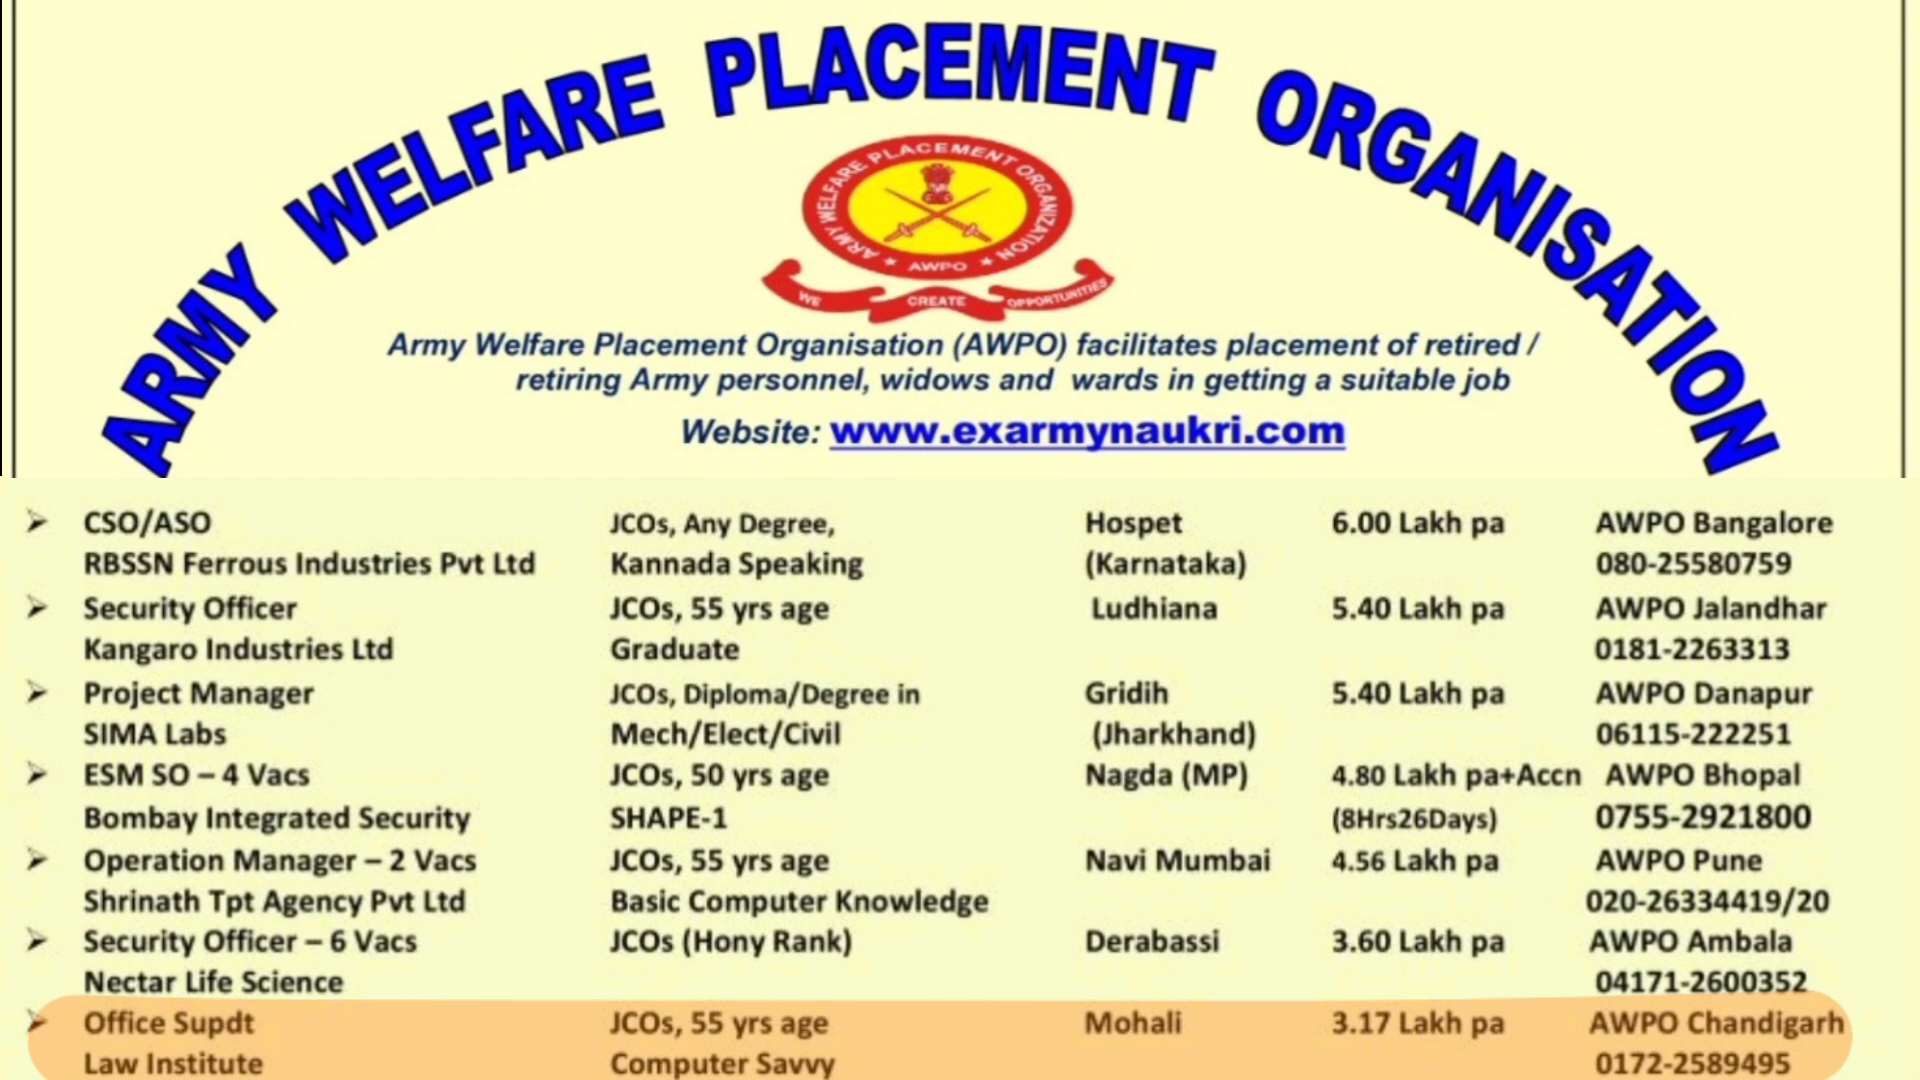 ARMY WELFARE PLACEMENT ORGANISATION
ARMY WELFARE PLACEMENT ORGANIZATION
★ AWPO ★
WE CREATE OPPORTUNITIES
Army Welfare Placement Organisation (AWPO) facilitates placement of retired /
retiring Army personnel, widows and wards in getting a suitable job
Website: www.exarmynaukri.com
➢ CSO/ASO JCOs, Any Degree, Hospet 6.00 Lakh pa AWPO Bangalore
RBSSN Ferrous Industries Pvt Ltd Kannada Speaking (Karnataka) 080-25580759
➢ Security Officer JCOs, 55 yrs age Ludhiana 5.40 Lakh pa AWPO Jalandhar
Kangaro Industries Ltd Graduate 0181-2263313
➢ Project Manager JCOs, Diploma/Degree in Gridih 5.40 Lakh pa AWPO Danapur
SIMA Labs Mech/Elect/Civil (Jharkhand) 06115-222251
➢ ESM SO – 4 Vacs JCOs, 50 yrs age Nagda (MP) 4.80 Lakh pa+Accn AWPO Bhopal
Bombay Integrated Security SHAPE-1 (8Hrs26Days) 0755-2921800
➢ Operation Manager – 2 Vacs JCOs, 55 yrs age Navi Mumbai 4.56 Lakh pa AWPO Pune
Shrinath Tpt Agency Pvt Ltd Basic Computer Knowledge 020-26334419/20
➢ Security Officer – 6 Vacs JCOs (Hony Rank) Derabassi 3.60 Lakh pa AWPO Ambala
Nectar Life Science 04171-2600352
➢ Office Supdt JCOs, 55 yrs age Mohali 3.17 Lakh pa AWPO Chandigarh
Law Institute Computer Savvy 0172-2589495